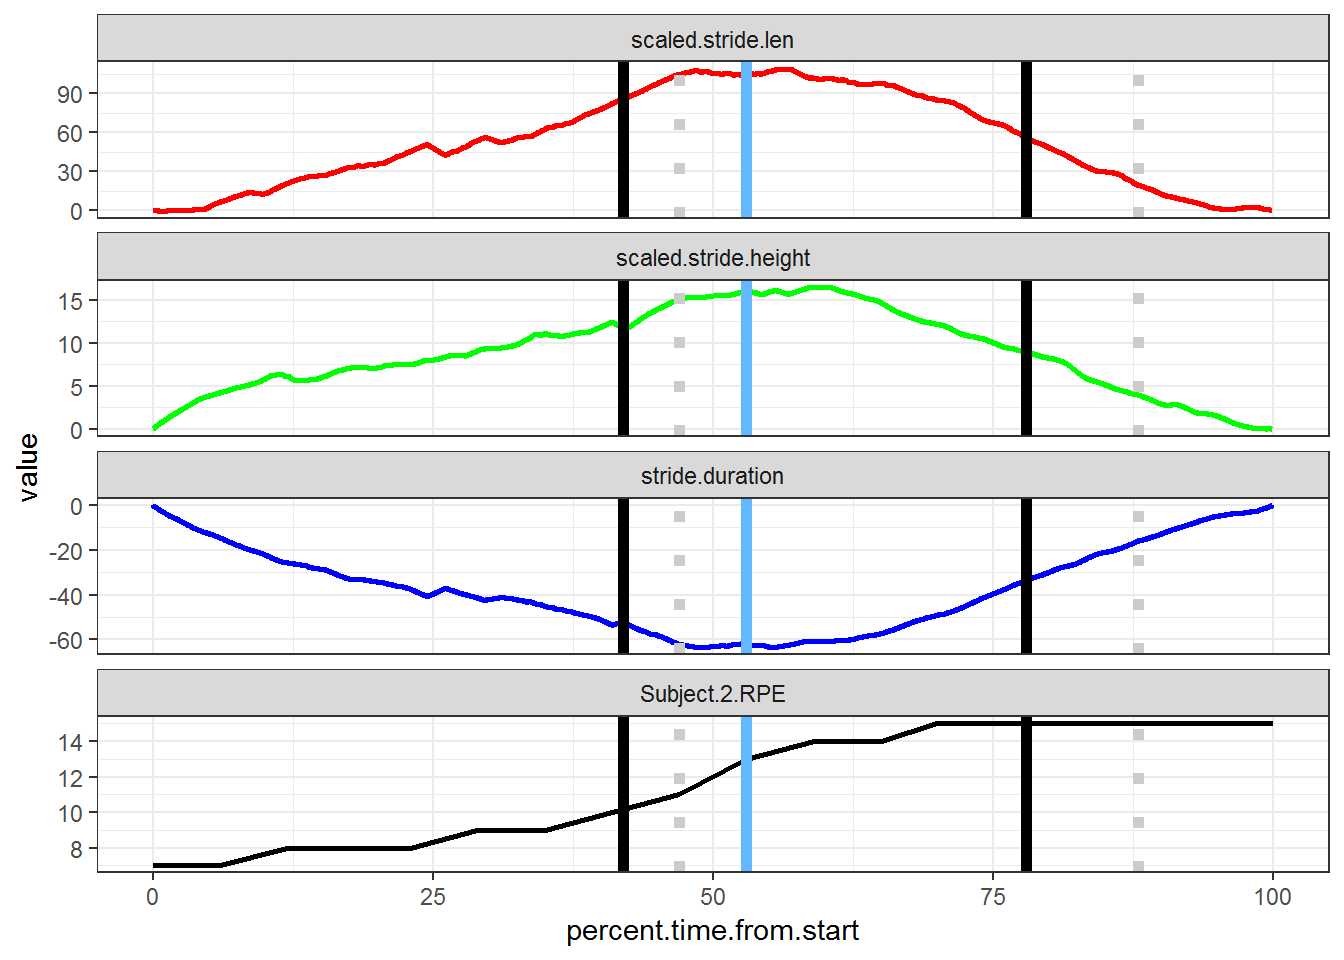 scaled.stride.len
90
60
30
0
scaled.stride.height
15
10
5
0
stride.duration
0
-20
-40
-60
Subject.2.RPE
14
12
10
8
0 25 50 75 100
percent.time.from.start
value